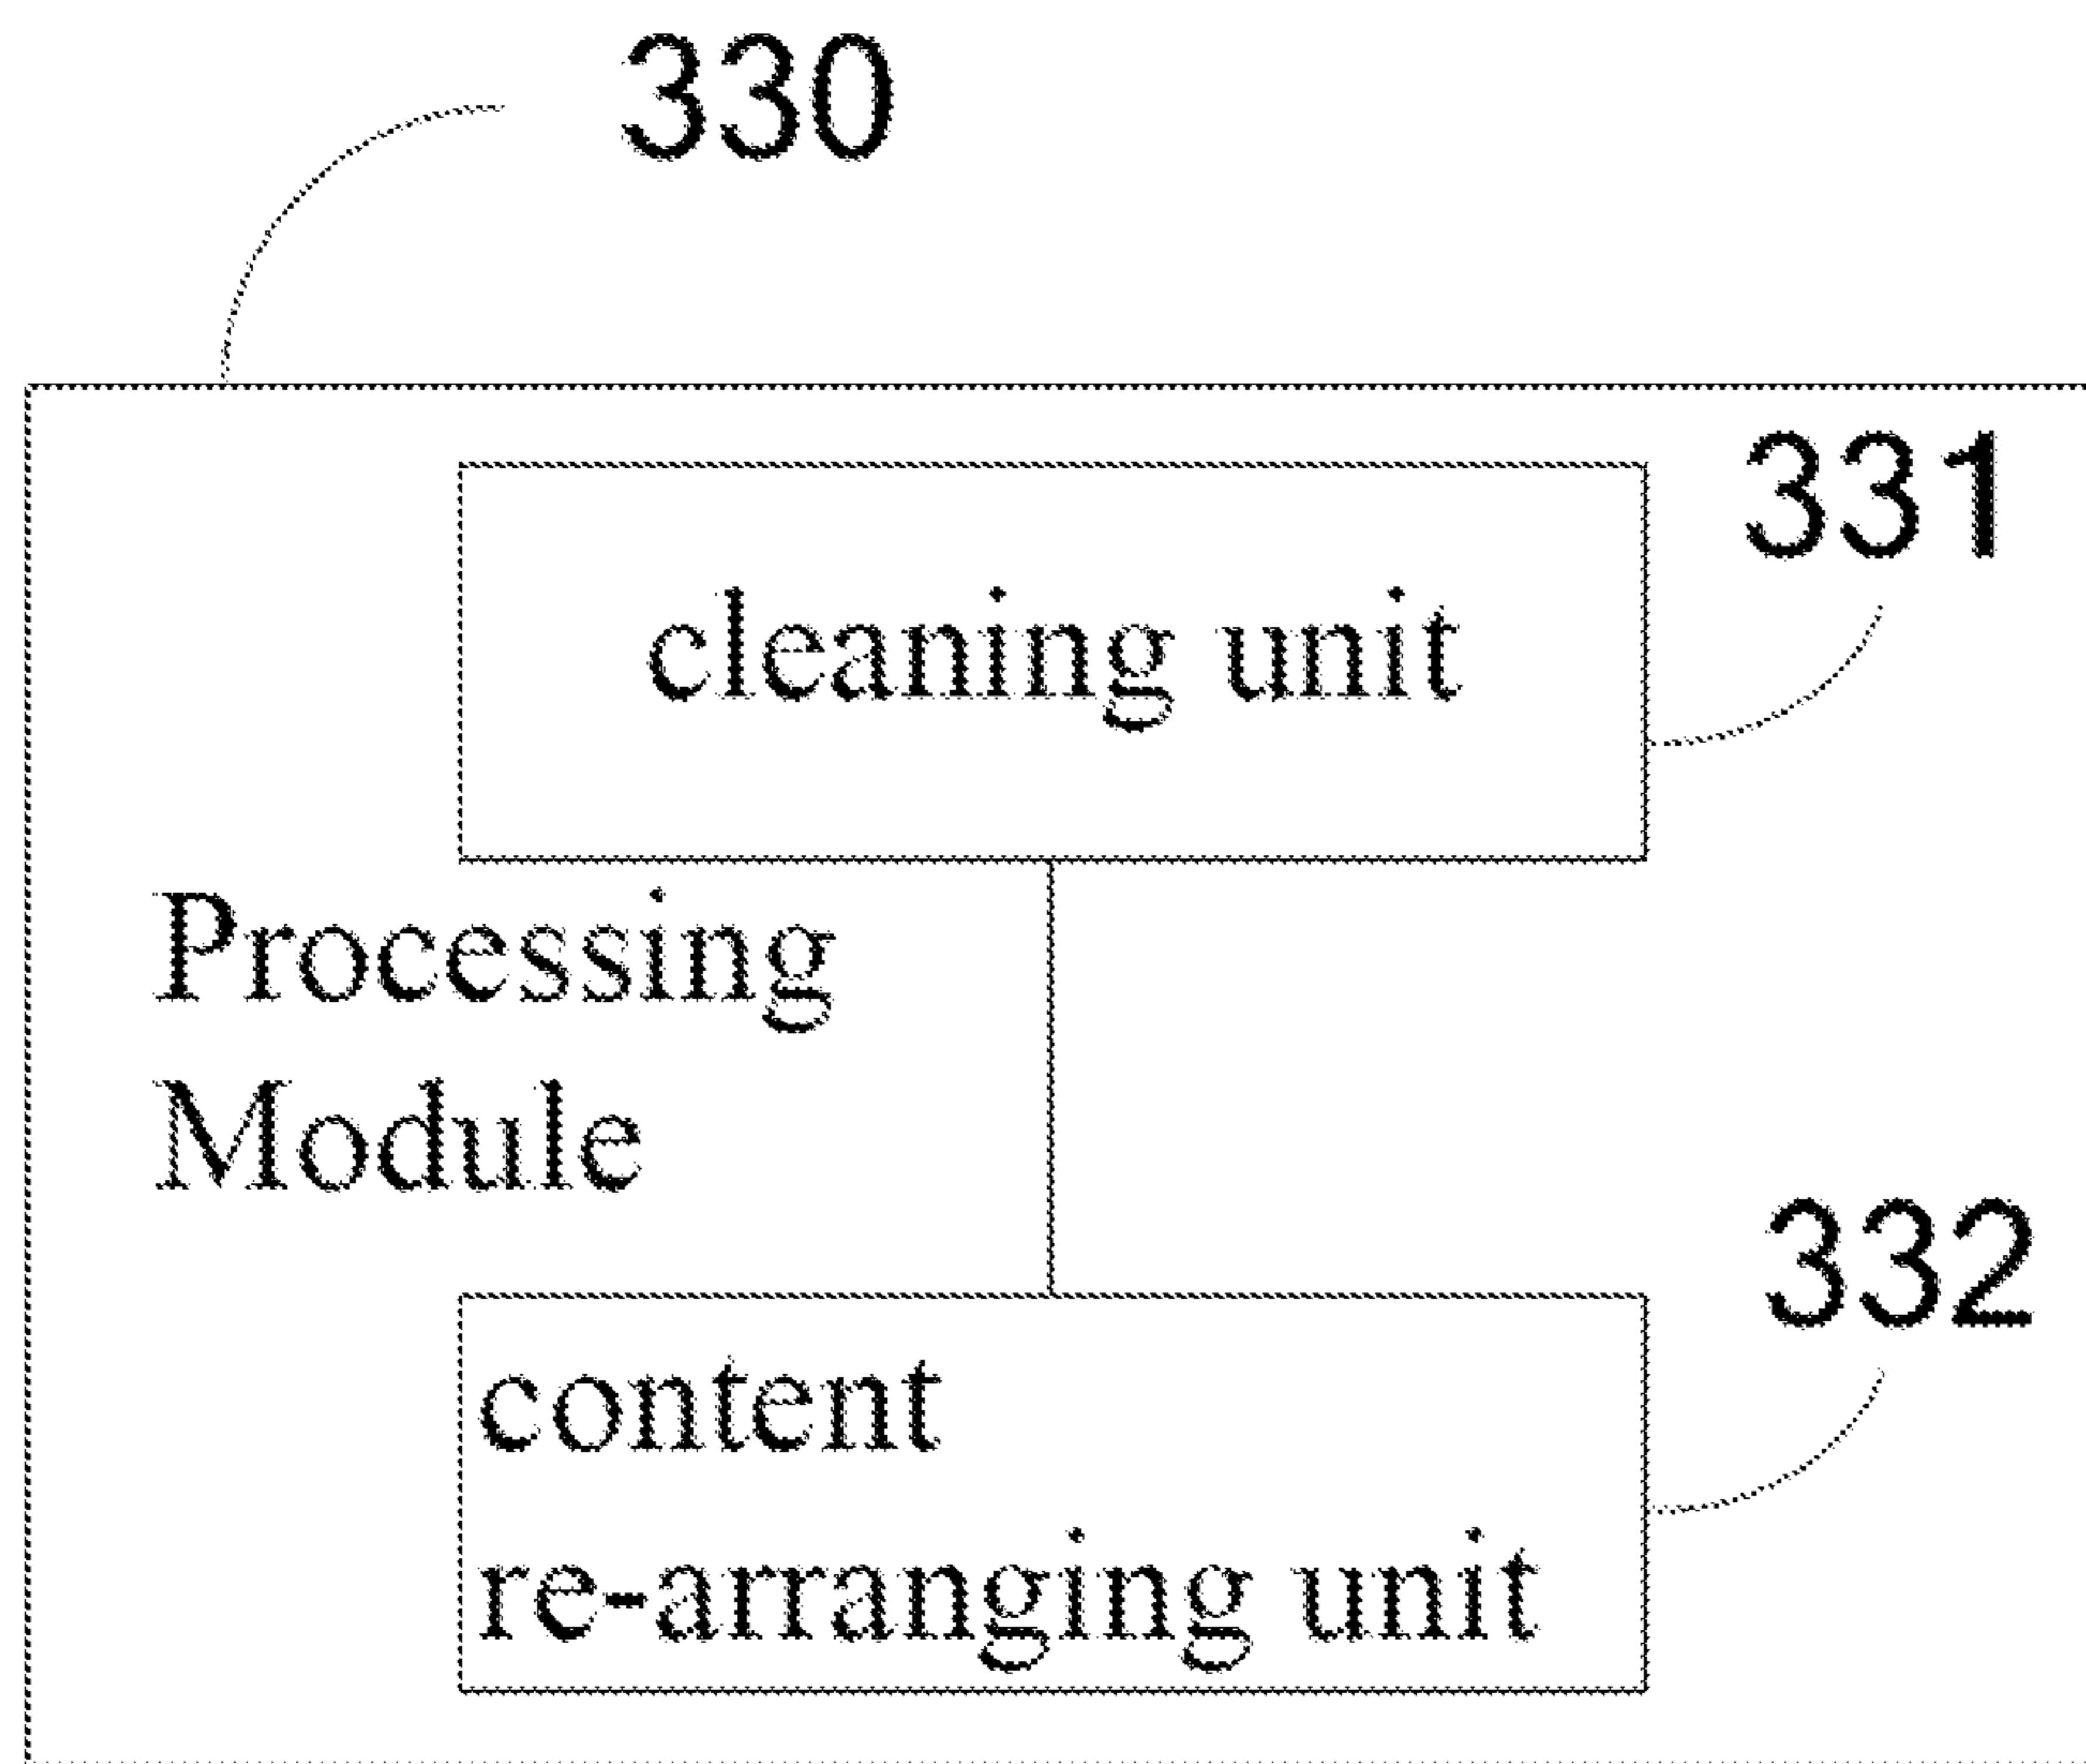 330
331
cleaning unit
Processing
Module
332
content
re-arranging unit